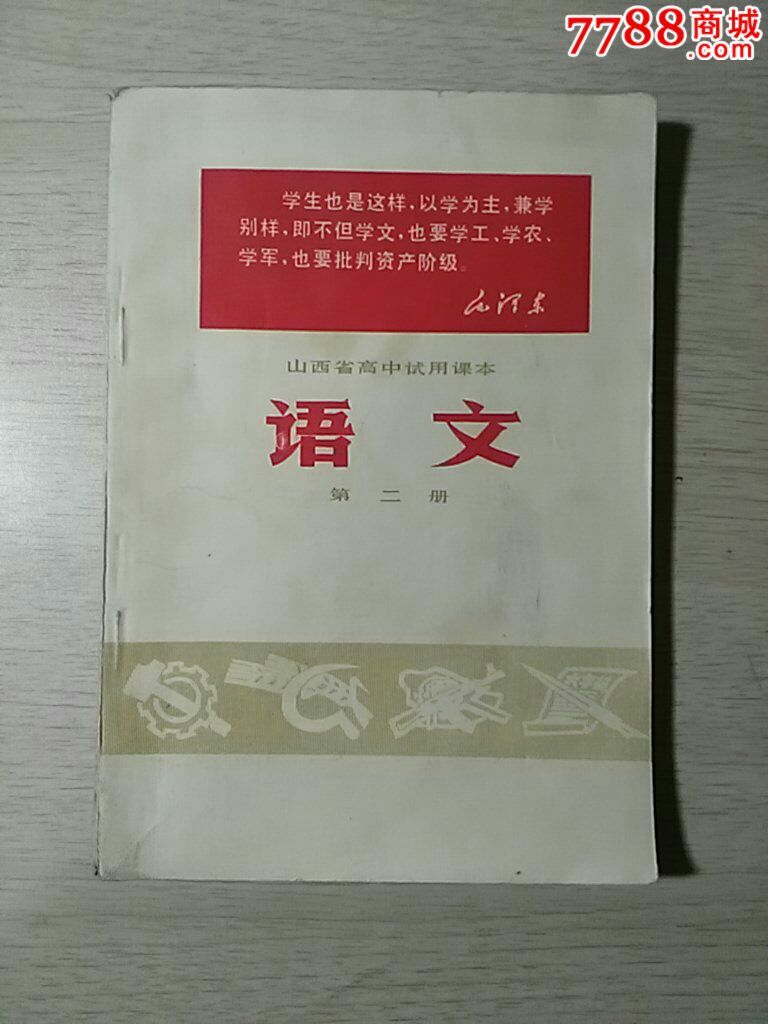 7788商城
.com
学生也是这样，以学为主，兼学
别样，即不但学文，也要学工、学农、
学军，也要批判资产阶级。
毛泽东
山西省高中试用课本
语文
第二册